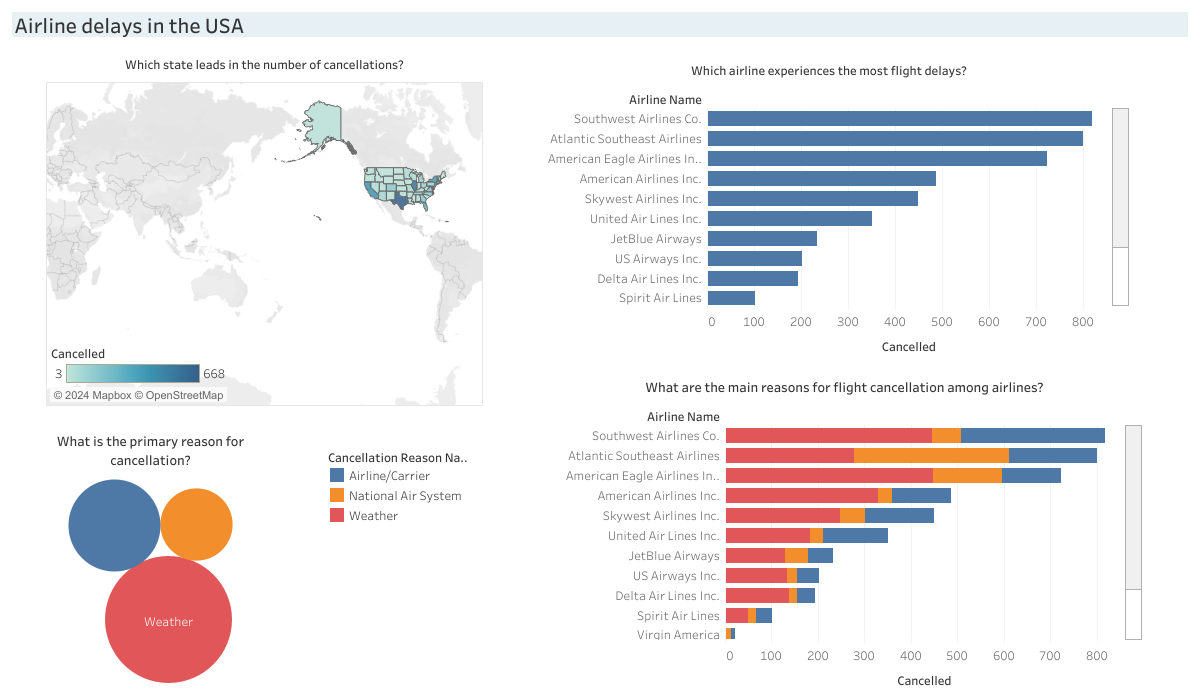 Airline delays in the USA
Which state leads in the number of cancellations?
Cancelled
3
668
© 2024 Mapbox © OpenStreetMap
Which airline experiences the most flight delays?
Airline Name
Southwest Airlines Co.
Atlantic Southeast Airlines
American Eagle Airlines In..
American Airlines Inc.
Skywest Airlines Inc.
United Air Lines Inc.
JetBlue Airways
US Airways Inc.
Delta Air Lines Inc.
Spirit Air Lines
0 100 200 300 400 500 600 700 800
Cancelled
What is the primary reason for
cancellation?
Weather
Cancellation Reason Na..
Airline/Carrier
National Air System
Weather
What are the main reasons for flight cancellation among airlines?
Airline Name
Southwest Airlines Co.
Atlantic Southeast Airlines
American Eagle Airlines In..
American Airlines Inc.
Skywest Airlines Inc.
United Air Lines Inc.
JetBlue Airways
US Airways Inc.
Delta Air Lines Inc.
Spirit Air Lines
Virgin America
0 100 200 300 400 500 600 700 800
Cancelled